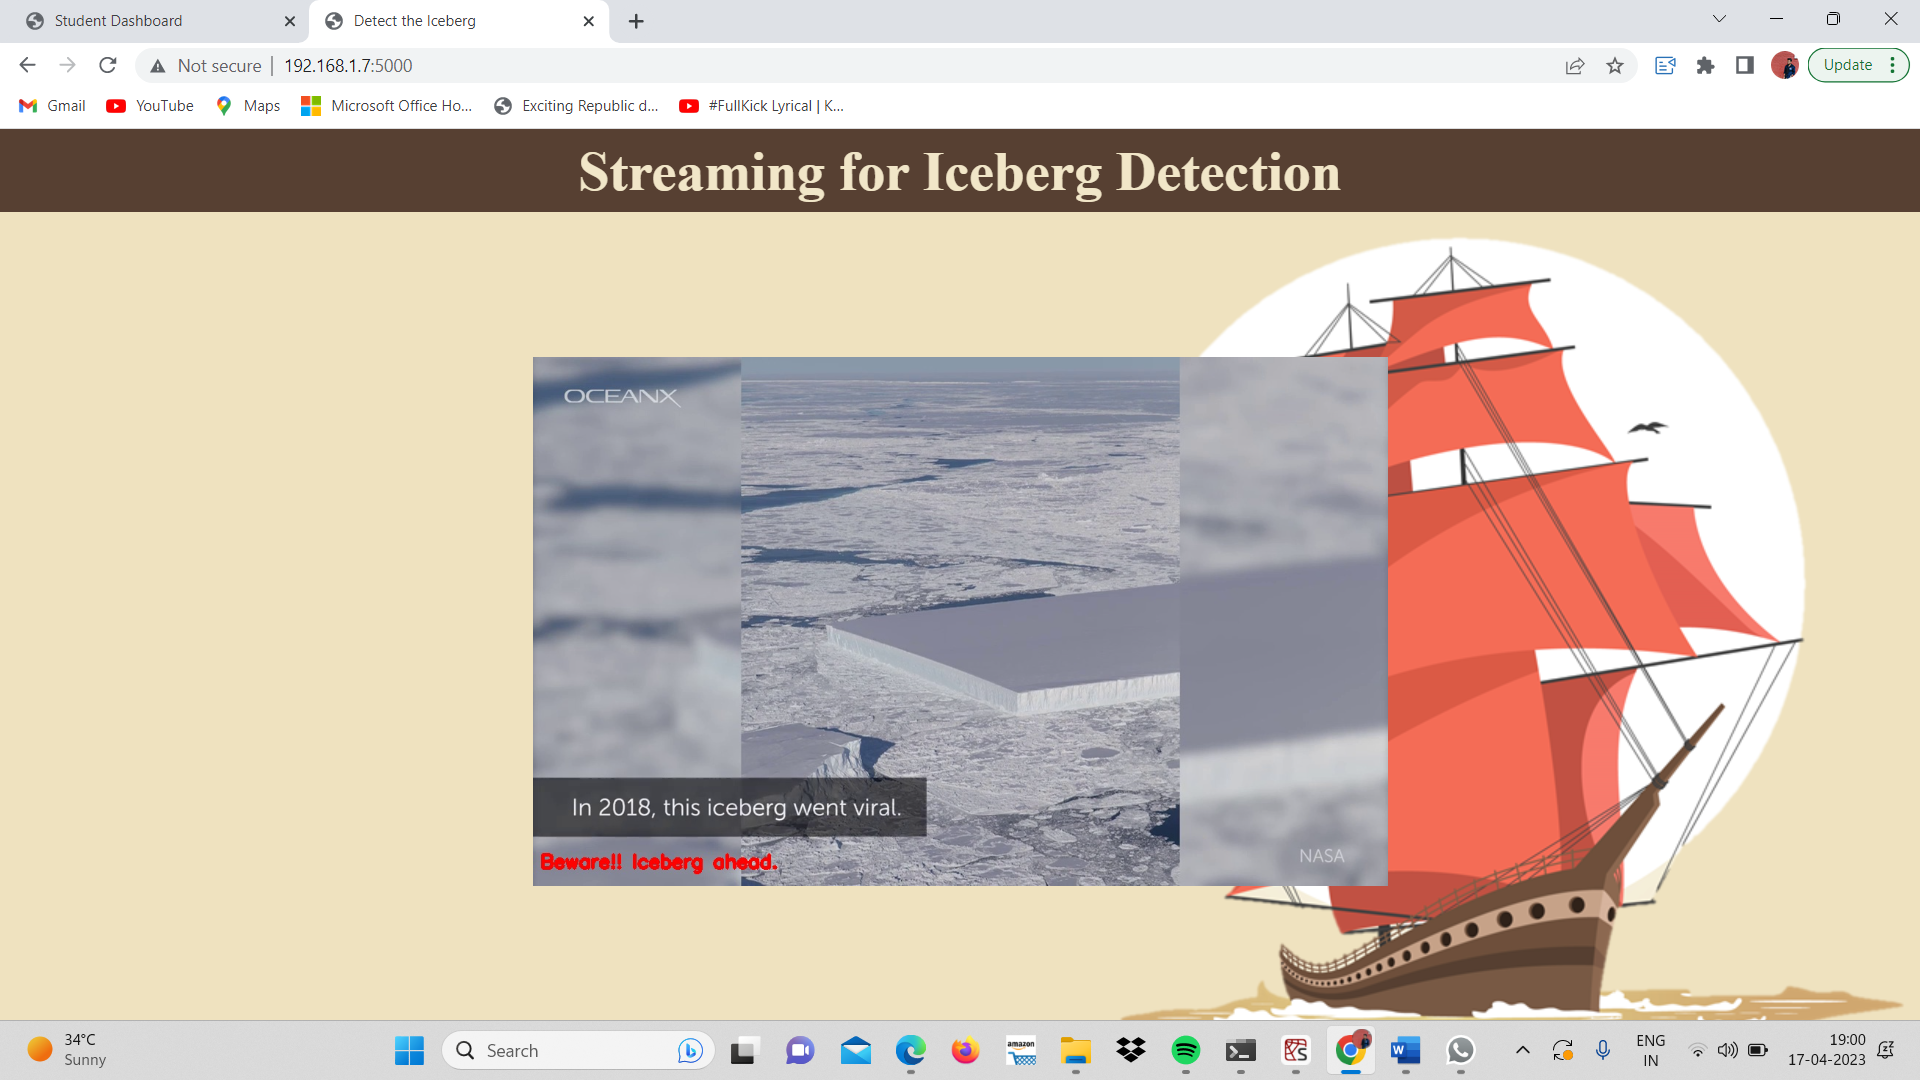 Student Dashboard
Detect the Iceberg
Not secure
192.168.1.7:5000
Update
Gmail
YouTube
Maps
Microsoft Office Ho...
Exciting Republic d...
#FullKick Lyrical | K...
Streaming for Iceberg Detection
OCEANX
In 2018, this iceberg went viral.
Beware!! Iceberg ahead.
NASA
34°C
Sunny
Search
amazon
ENG
IN
19:00
17-04-2023